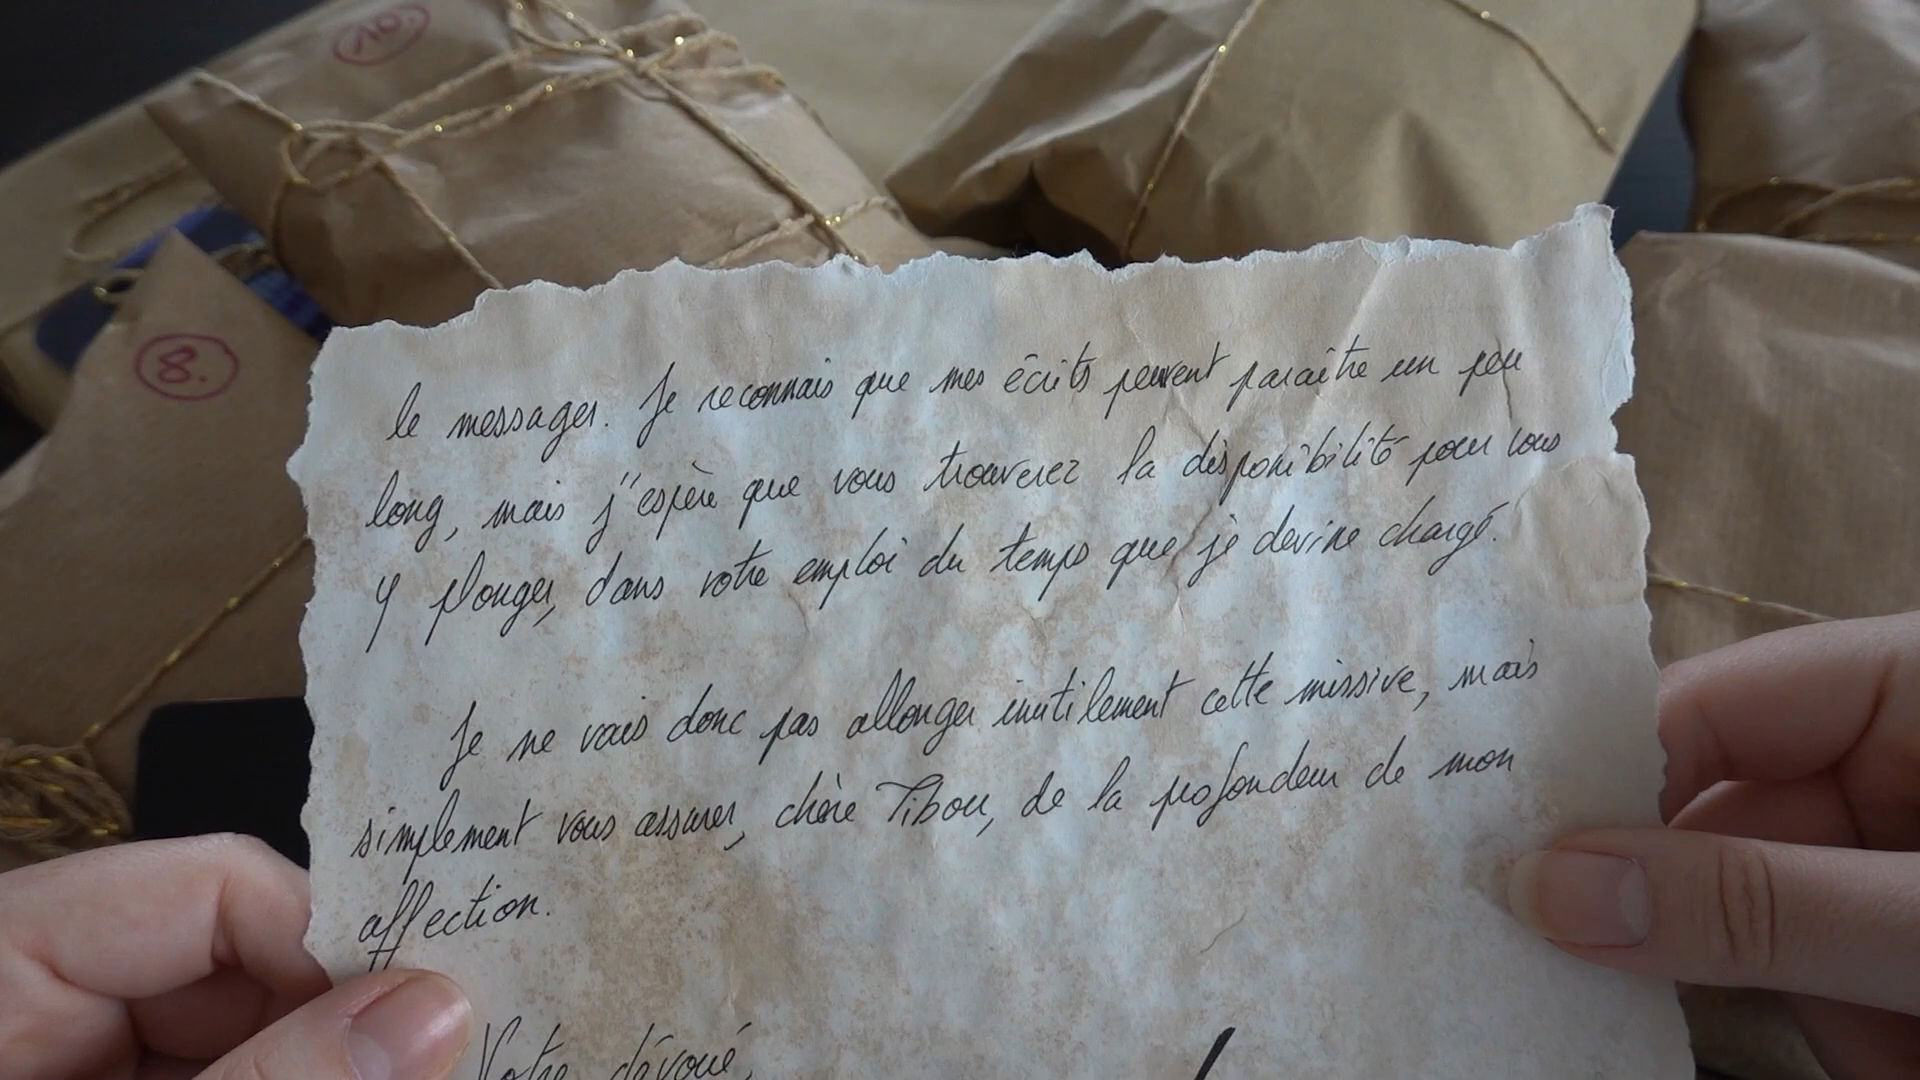 10.
8.
le messager. Je reconnais que mes écrits peuvent paraître un peu
long, mais j'espère que vous trouverez la disponibilité pour vous
y plonger, dans votre emploi du temps que je devine chargé.
Je ne vais donc pas allonger inutilement cette missive, mais
simplement vous assurer, chère Tibou, de la profondeur de mon
affection.
Votre dévoué,